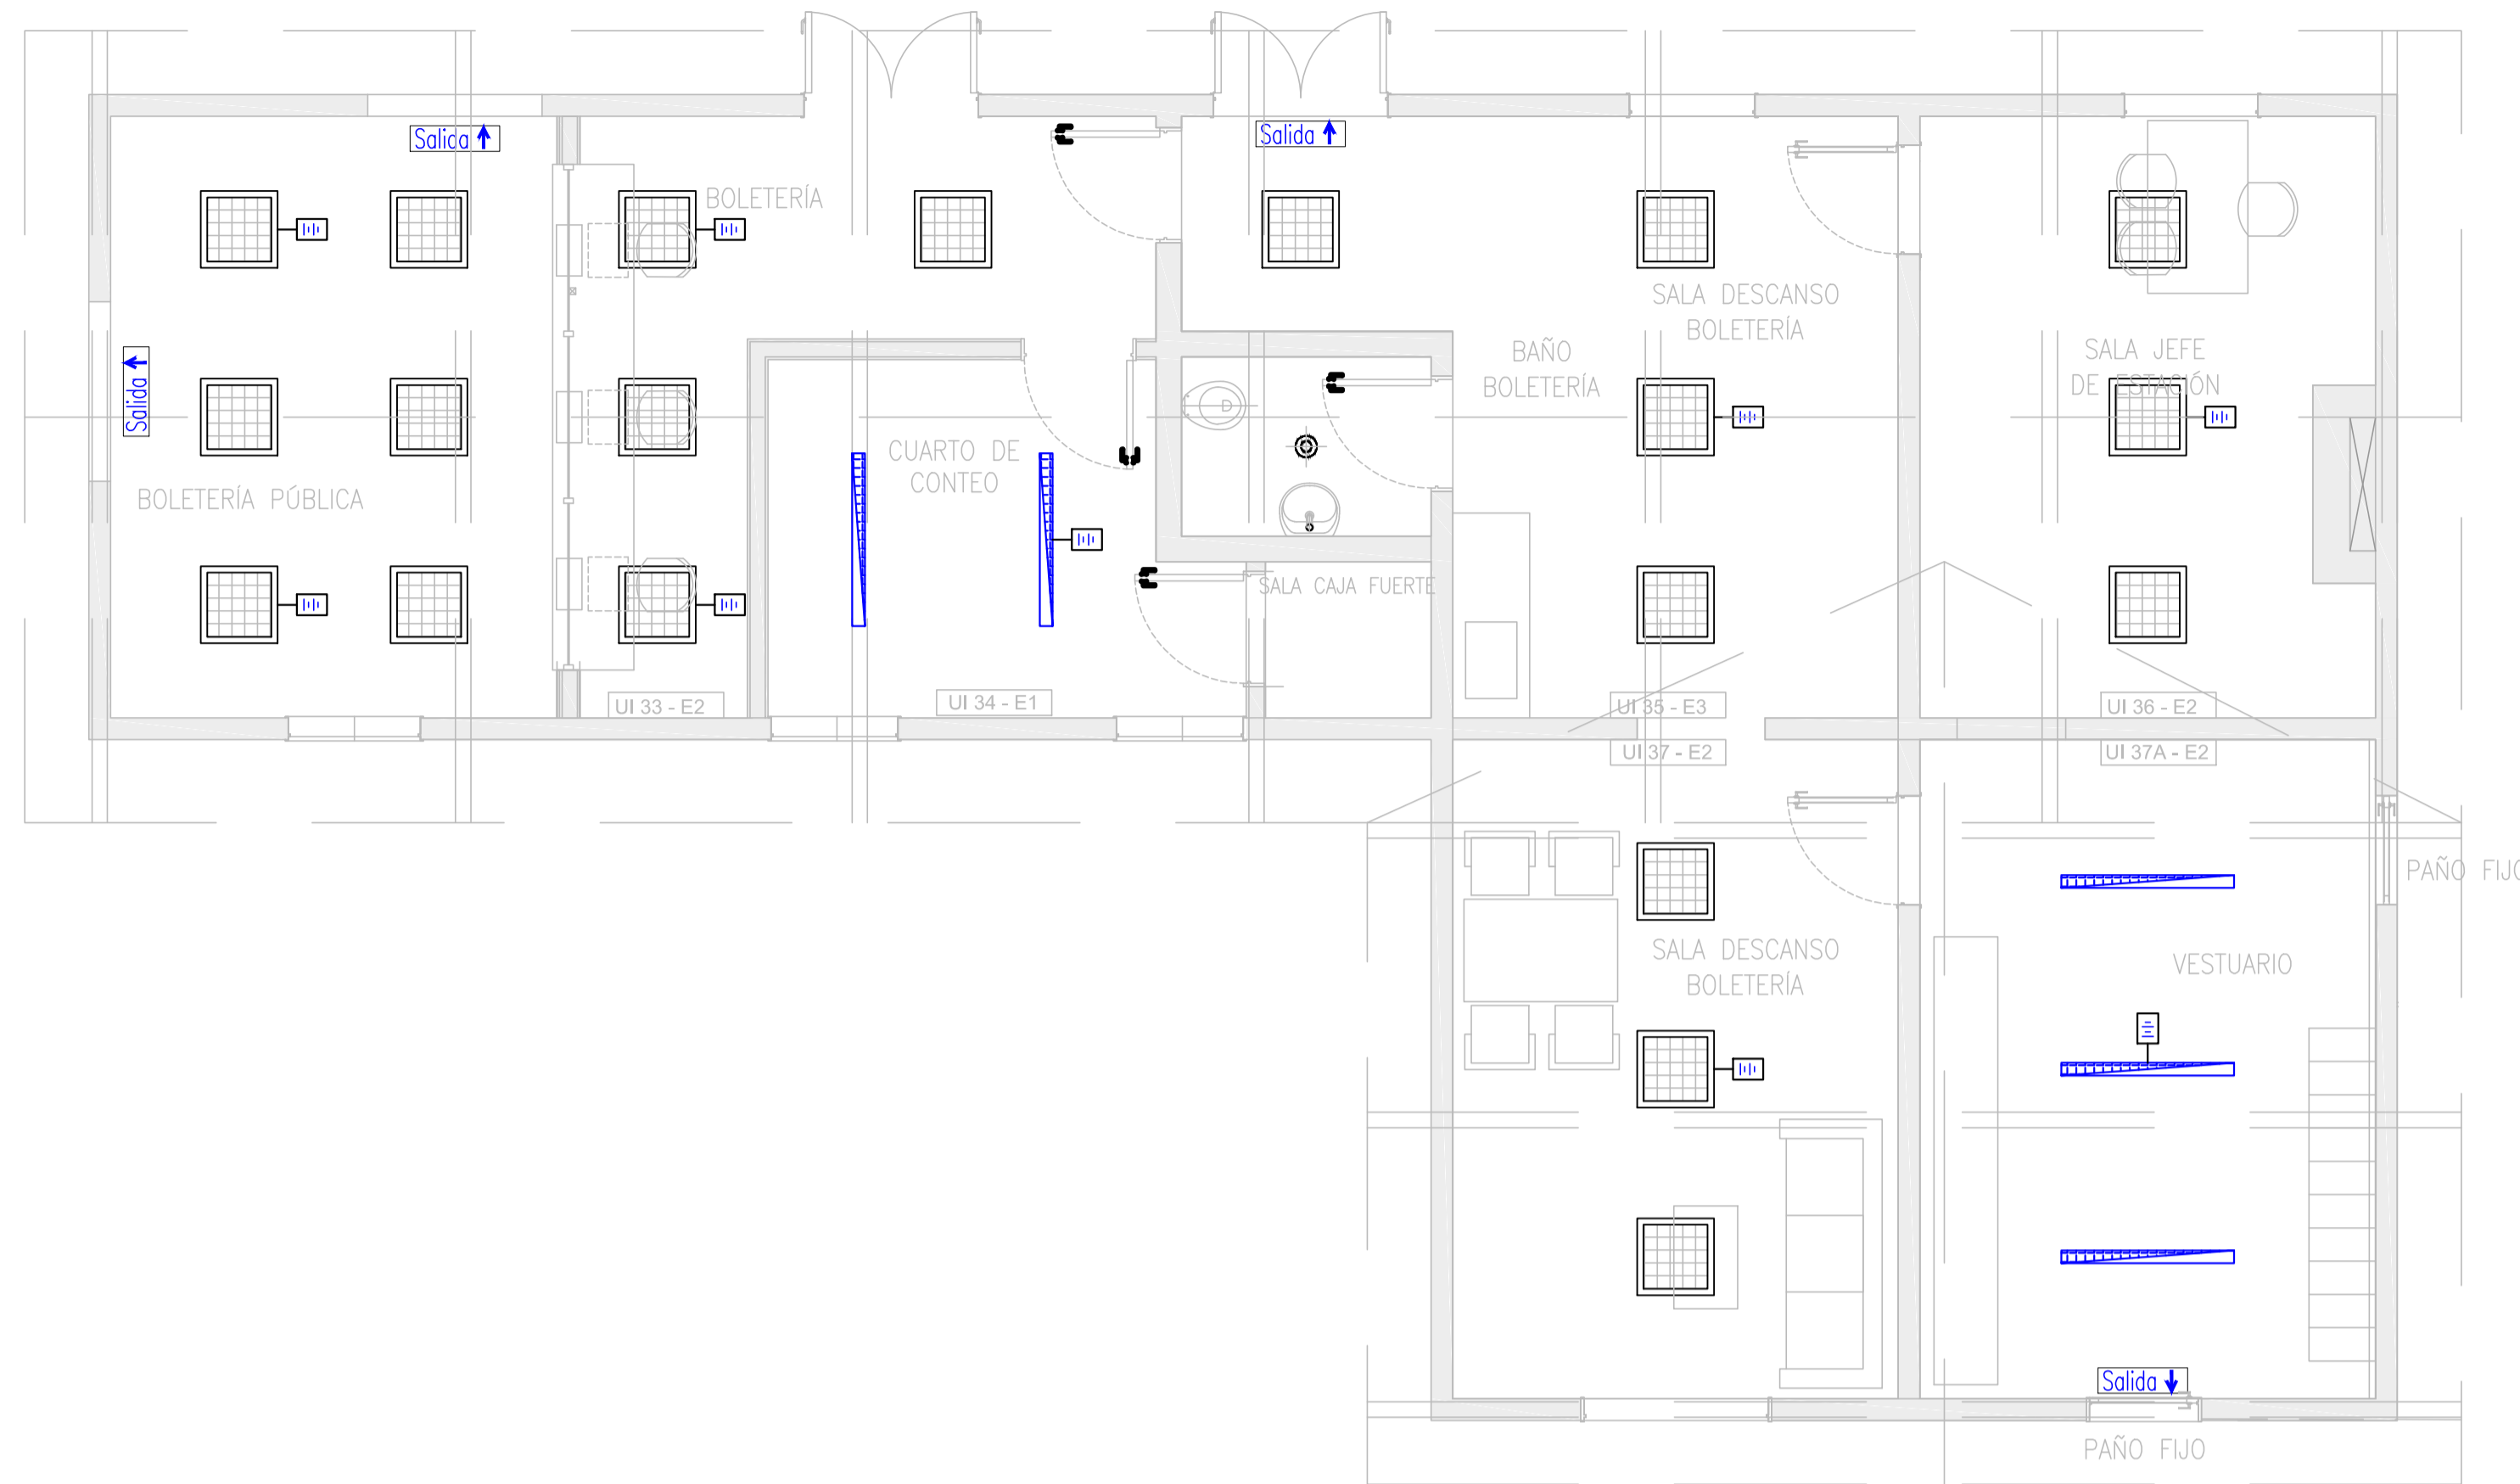 Salida
Salida
BOLETERÍA
SALA DESCANSO
BOLETERÍA
BAÑO
BOLETERÍA
SALA JEFE
DE ESTACIÓN
Salida
CUARTO DE
CONTEO
BOLETERÍA PÚBLICA
SALA CAJA FUERTE
UI 33 - E2
UI 34 - E1
UI 35 - E3
UI 36 - E2
UI 37 - E2
UI 37A - E2
PAÑO FIJO
SALA DESCANSO
BOLETERÍA
VESTUARIO
Salida
PAÑO FIJO